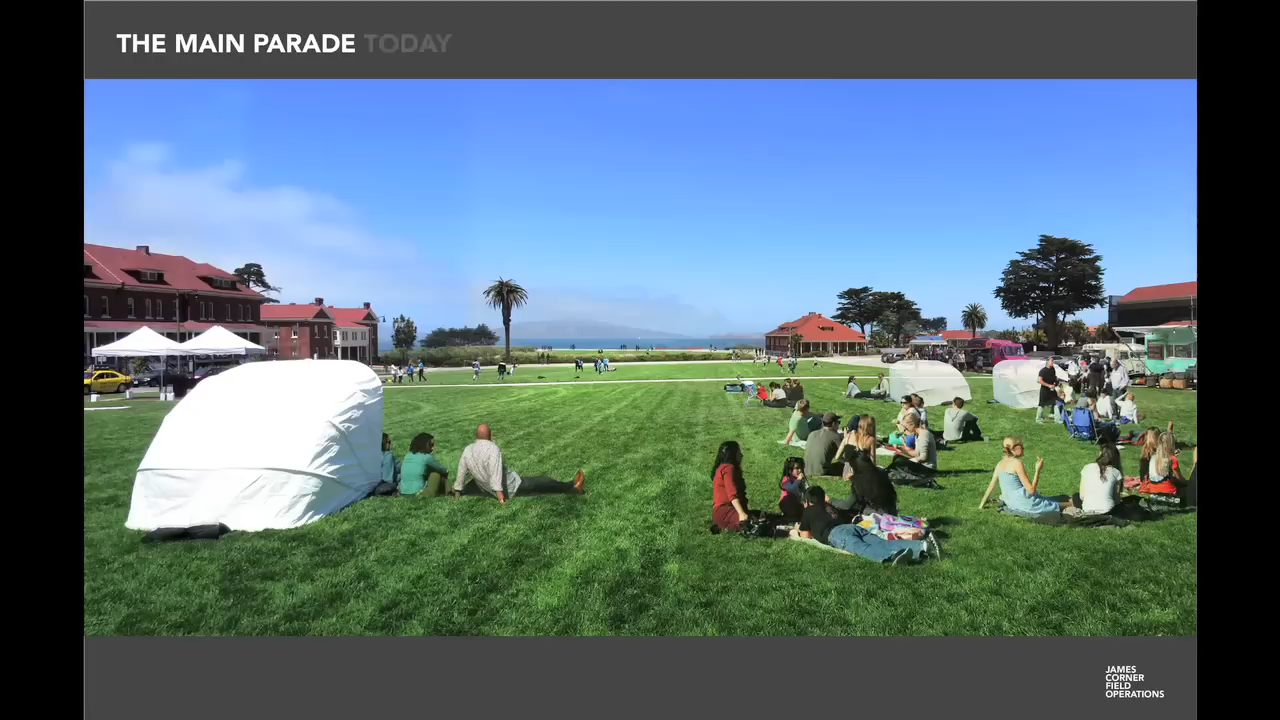 THE MAIN PARADE TODAY
JAMES
CORNER
FIELD
OPERATIONS